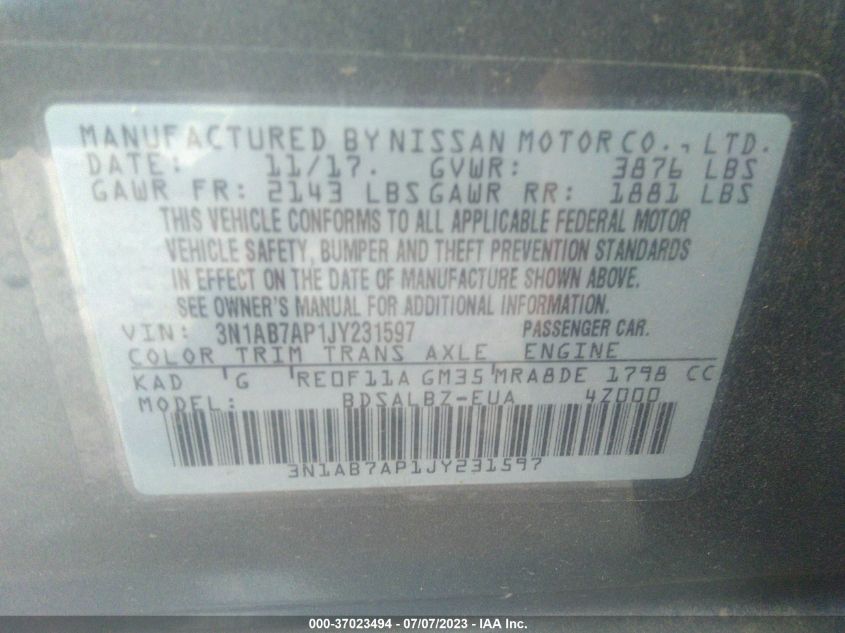 MANUFACTURED BY NISSAN MOTOR CO., LTD.
DATE: 11/17. GVWR: 3876 LBS
GAWR FR: 2143 LBS GAWR RR: 1881 LBS
THIS VEHICLE CONFORMS TO ALL APPLICABLE FEDERAL MOTOR
VEHICLE SAFETY, BUMPER AND THEFT PREVENTION STANDARDS
IN EFFECT ON THE DATE OF MANUFACTURE SHOWN ABOVE.
SEE OWNER'S MANUAL FOR ADDITIONAL INFORMATION.
VIN: 3N1AB7AP1JY231597 PASSENGER CAR.
COLOR TRIM TRANS AXLE ENGINE
KAD G RE0F11A GM35 MRA8DE 1798 CC
MODEL: BDSALBZ-EUA 4Z000
3N1AB7AP1JY231597
000-37023494 - 07/07/2023 - IAA Inc.